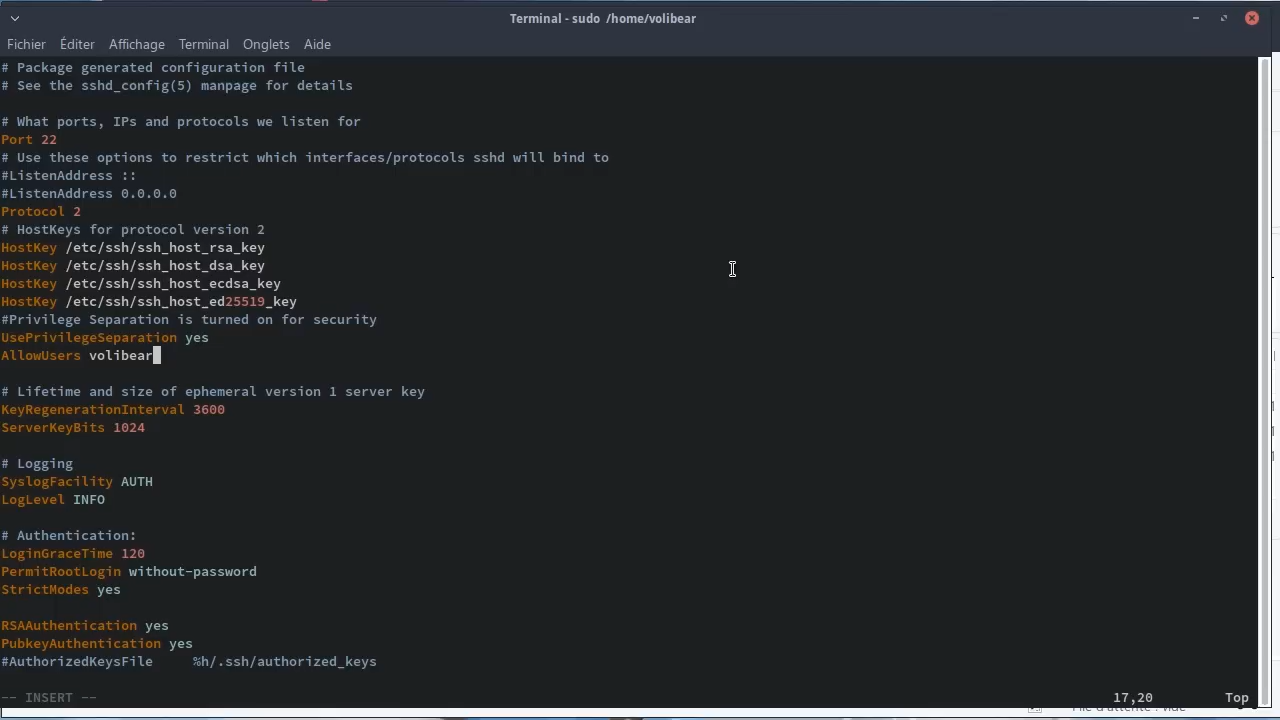 Terminal - sudo /home/volibear
Fichier Éditer Affichage Terminal Onglets Aide
# Package generated configuration file
# See the sshd_config(5) manpage for details
# What ports, IPs and protocols we listen for
Port 22
# Use these options to restrict which interfaces/protocols sshd will bind to
#ListenAddress ::
#ListenAddress 0.0.0.0
Protocol 2
# HostKeys for protocol version 2
HostKey /etc/ssh/ssh_host_rsa_key
HostKey /etc/ssh/ssh_host_dsa_key
HostKey /etc/ssh/ssh_host_ecdsa_key
HostKey /etc/ssh/ssh_host_ed25519_key
#Privilege Separation is turned on for security
UsePrivilegeSeparation yes
AllowUsers volibear
# Lifetime and size of ephemeral version 1 server key
KeyRegenerationInterval 3600
ServerKeyBits 1024
# Logging
SyslogFacility AUTH
LogLevel INFO
# Authentication:
LoginGraceTime 120
PermitRootLogin without-password
StrictModes yes
RSAAuthentication yes
PubkeyAuthentication yes
#AuthorizedKeysFile     %h/.ssh/authorized_keys
-- INSERT --
17,20 Top